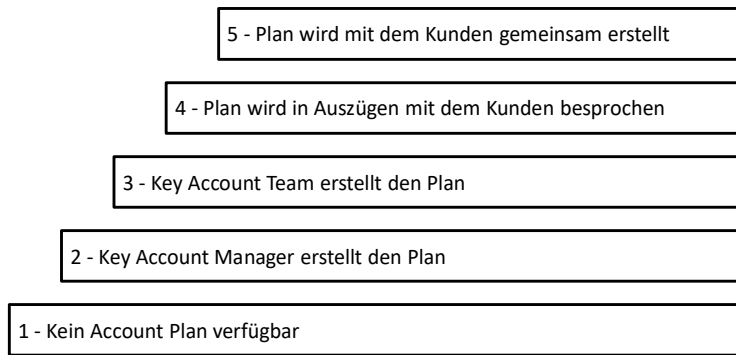 5 - Plan wird mit dem Kunden gemeinsam erstellt
4 - Plan wird in Auszügen mit dem Kunden besprochen
3 - Key Account Team erstellt den Plan
2 - Key Account Manager erstellt den Plan
1 - Kein Account Plan verfügbar